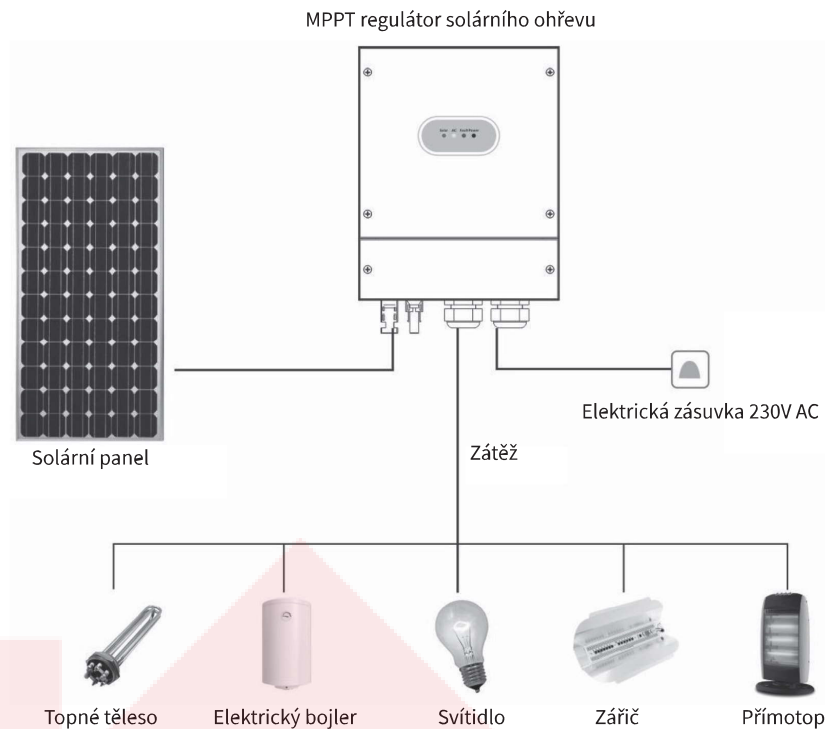 MPPT regulátor solárního ohřevu
Elektrická zásuvka 230V AC
Solární panel
Zátěž
Topné těleso
Elektrický bojler
Svítidlo
Zářič
Přímotop